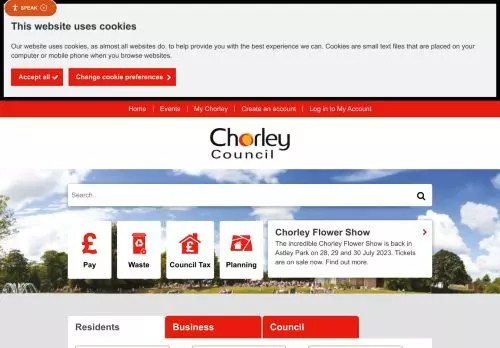 SPEAK
This website uses cookies
Our website uses cookies, as almost all websites do, to help provide you with the best experience we can. Cookies are small text files that are placed on your
computer or mobile phone when you browse websites.
Accept all
Change cookie preferences
Home
Events
My Chorley
Create an account
Log in to My Account
Chorley
Council
Search...
£
Pay
Waste
£
Council Tax
Planning
Chorley Flower Show
The incredible Chorley Flower Show is back in
Astley Park on 28, 29 and 30 July 2023. Tickets
are on sale now. Find out more.
Residents
Business
Council